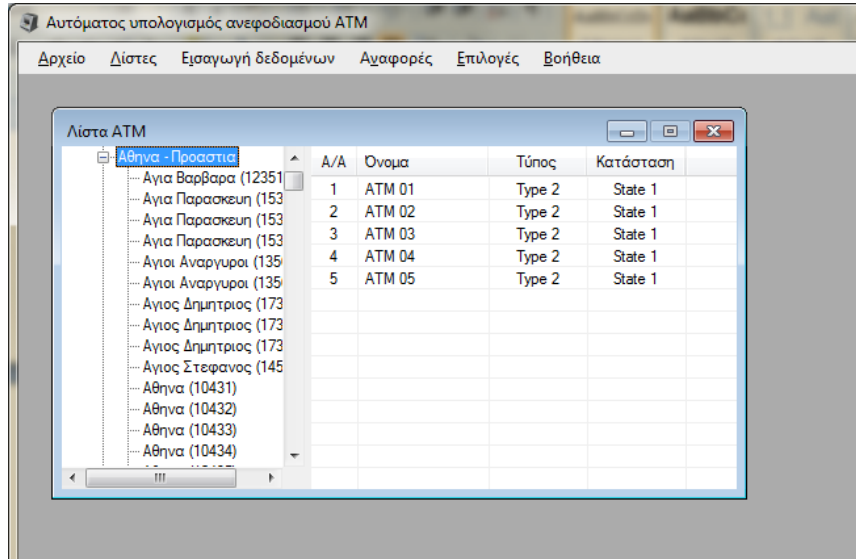 Αυτόματος υπολογισμός ανεφοδιασμού ATM
Αρχείο Λίστες Εισαγωγή δεδομένων Αναφορές Επιλογές Βοήθεια
Λίστα ATM
Αθηνα - Προαστια
Αγια Βαρβαρα (12351
Αγια Παρασκευη (153
Αγια Παρασκευη (153
Αγια Παρασκευη (153
Αγιοι Αναργυροι (135
Αγιοι Αναργυροι (135
Αγιος Δημητριος (173
Αγιος Δημητριος (173
Αγιος Δημητριος (173
Αγιος Στεφανος (145
Αθηνα (10431)
Αθηνα (10432)
Αθηνα (10433)
Αθηνα (10434)
Α/Α Όνομα Τύπος Κατάσταση
1 ATM 01 Type 2 State 1
2 ATM 02 Type 2 State 1
3 ATM 03 Type 2 State 1
4 ATM 04 Type 2 State 1
5 ATM 05 Type 2 State 1